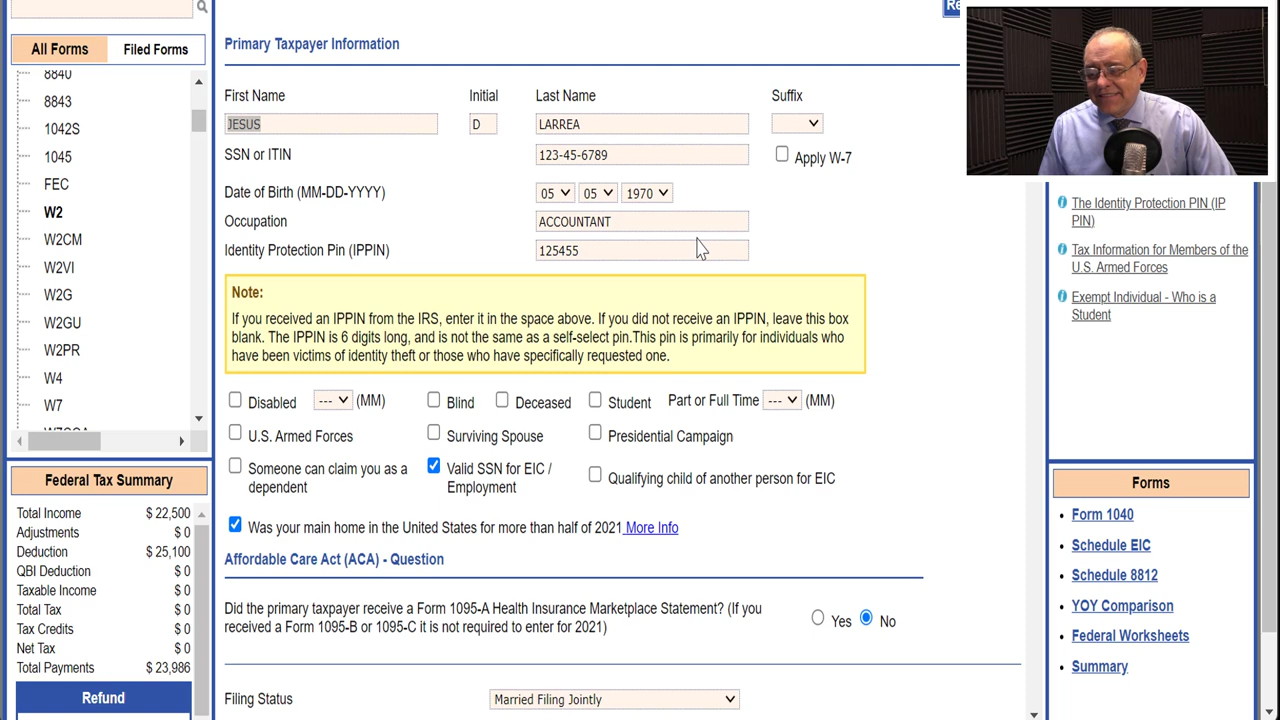 Re
All Forms
Filed Forms
8840
8843
1042S
1045
FEC
W2
W2CM
W2VI
W2G
W2GU
W2PR
W4
W7
Federal Tax Summary
Total Income $ 22,500
Adjustments $ 0
Deduction $ 25,100
QBI Deduction $ 0
Taxable Income $ 0
Total Tax $ 0
Tax Credits $ 0
Net Tax $ 0
Total Payments $ 23,986
Refund
Primary Taxpayer Information
First Name Initial Last Name Suffix
JESUS D LARREA
SSN or ITIN 123-45-6789 Apply W-7
Date of Birth (MM-DD-YYYY) 05 05 1970
Occupation ACCOUNTANT
Identity Protection Pin (IPPIN) 125455
Note:
If you received an IPPIN from the IRS, enter it in the space above. If you did not receive an IPPIN, leave this box
blank. The IPPIN is 6 digits long, and is not the same as a self-select pin.This pin is primarily for individuals who
have been victims of identity theft or those who have specifically requested one.
Disabled --- (MM) Blind Deceased Student Part or Full Time --- (MM)
U.S. Armed Forces Surviving Spouse Presidential Campaign
Someone can claim you as a
dependent
Valid SSN for EIC /
Employment
Qualifying child of another person for EIC
Was your main home in the United States for more than half of 2021 More Info
Affordable Care Act (ACA) - Question
Did the primary taxpayer receive a Form 1095-A Health Insurance Marketplace Statement? (If you
received a Form 1095-B or 1095-C it is not required to enter for 2021)
Yes No
Filing Status Married Filing Jointly
The Identity Protection PIN (IP
PIN)
Tax Information for Members of the
U.S. Armed Forces
Exempt Individual - Who is a
Student
Forms
Form 1040
Schedule EIC
Schedule 8812
YOY Comparison
Federal Worksheets
Summary